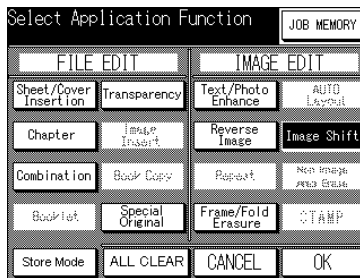 Select Application Function
JOB MEMORY
FILE EDIT
IMAGE EDIT
Sheet/Cover
Insertion
Transparency
Text/Photo
Enhance
AUTO
Layout
Chapter
Image
Insert
Reverse
Image
Image Shift
Combination
Book Copy
Repeat
Non Image
Area Erase
Booklet
Special
Original
Frame/Fold
Erasure
STAMP
Store Mode
ALL CLEAR
CANCEL
OK